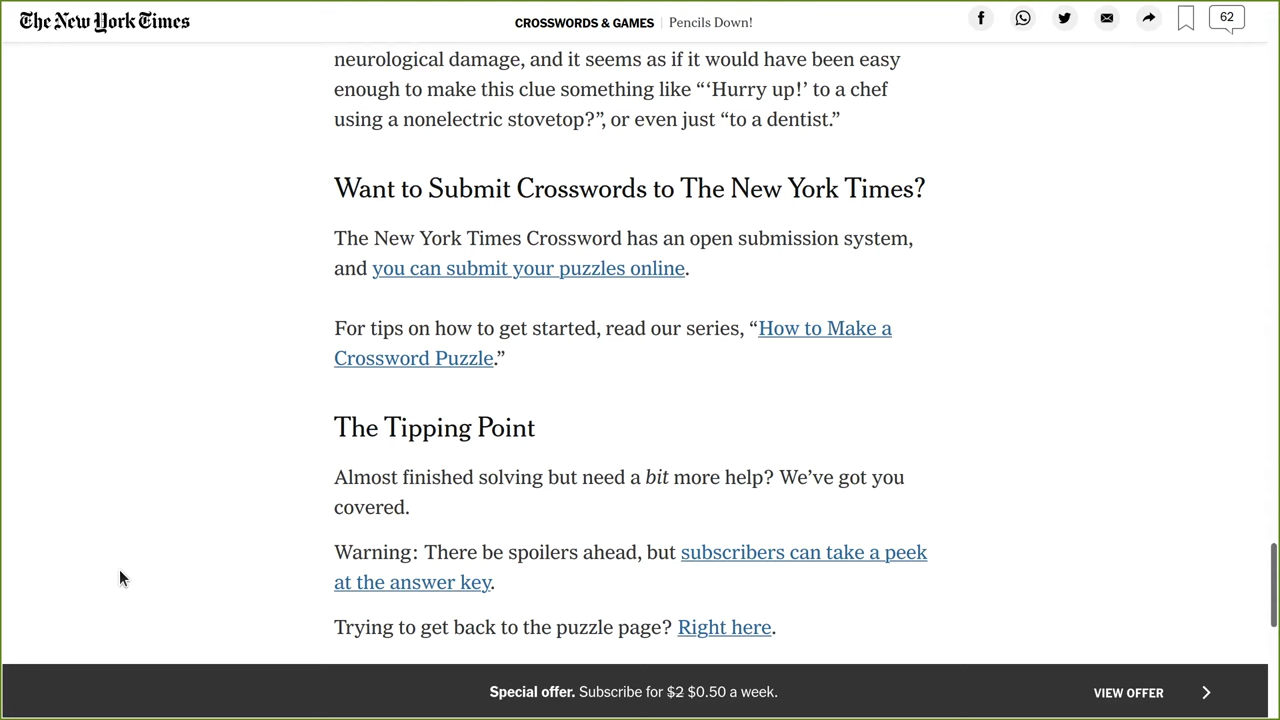 The New York Times
CROSSWORDS & GAMES | Pencils Down!
62
neurological damage, and it seems as if it would have been easy
enough to make this clue something like “‘Hurry up!’ to a chef
using a nonelectric stovetop?”, or even just “to a dentist.”
Want to Submit Crosswords to The New York Times?
The New York Times Crossword has an open submission system,
and you can submit your puzzles online.
For tips on how to get started, read our series, “How to Make a
Crossword Puzzle.”
The Tipping Point
Almost finished solving but need a bit more help? We’ve got you
covered.
Warning: There be spoilers ahead, but subscribers can take a peek
at the answer key.
Trying to get back to the puzzle page? Right here.
Special offer. Subscribe for $2 $0.50 a week.
VIEW OFFER